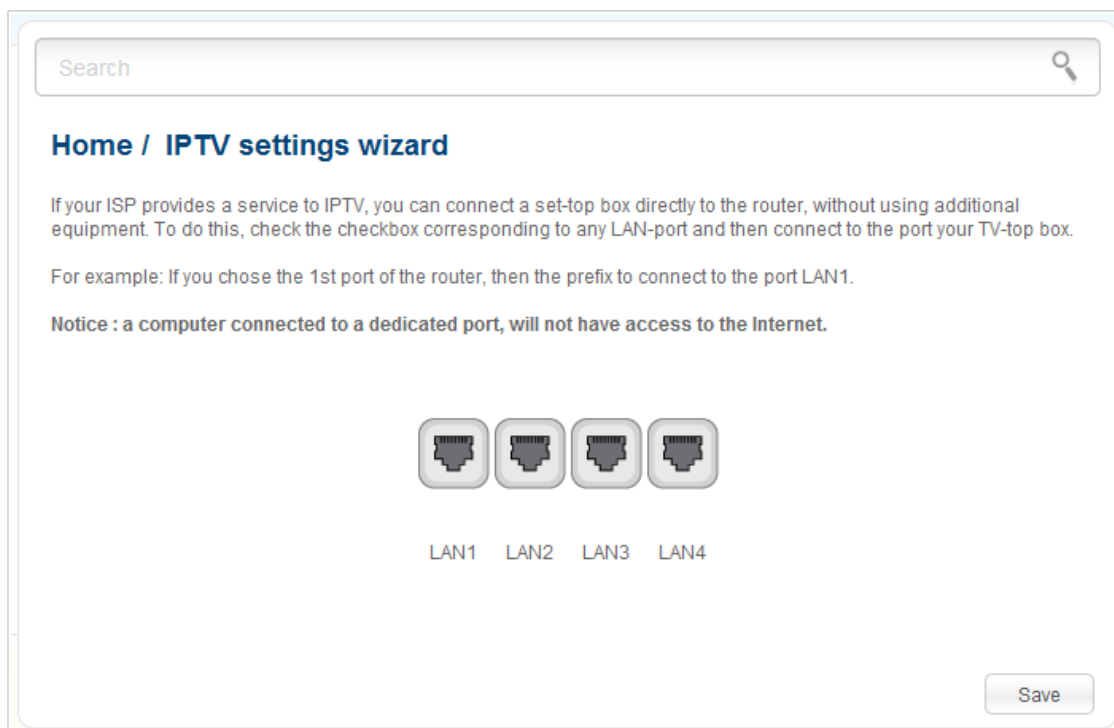 Search
Home / IPTV settings wizard
If your ISP provides a service to IPTV, you can connect a set-top box directly to the router, without using additional
equipment. To do this, check the checkbox corresponding to any LAN-port and then connect to the port your TV-top box.
For example: If you chose the 1st port of the router, then the prefix to connect to the port LAN1.
Notice : a computer connected to a dedicated port, will not have access to the Internet.
LAN1 LAN2 LAN3 LAN4
Save